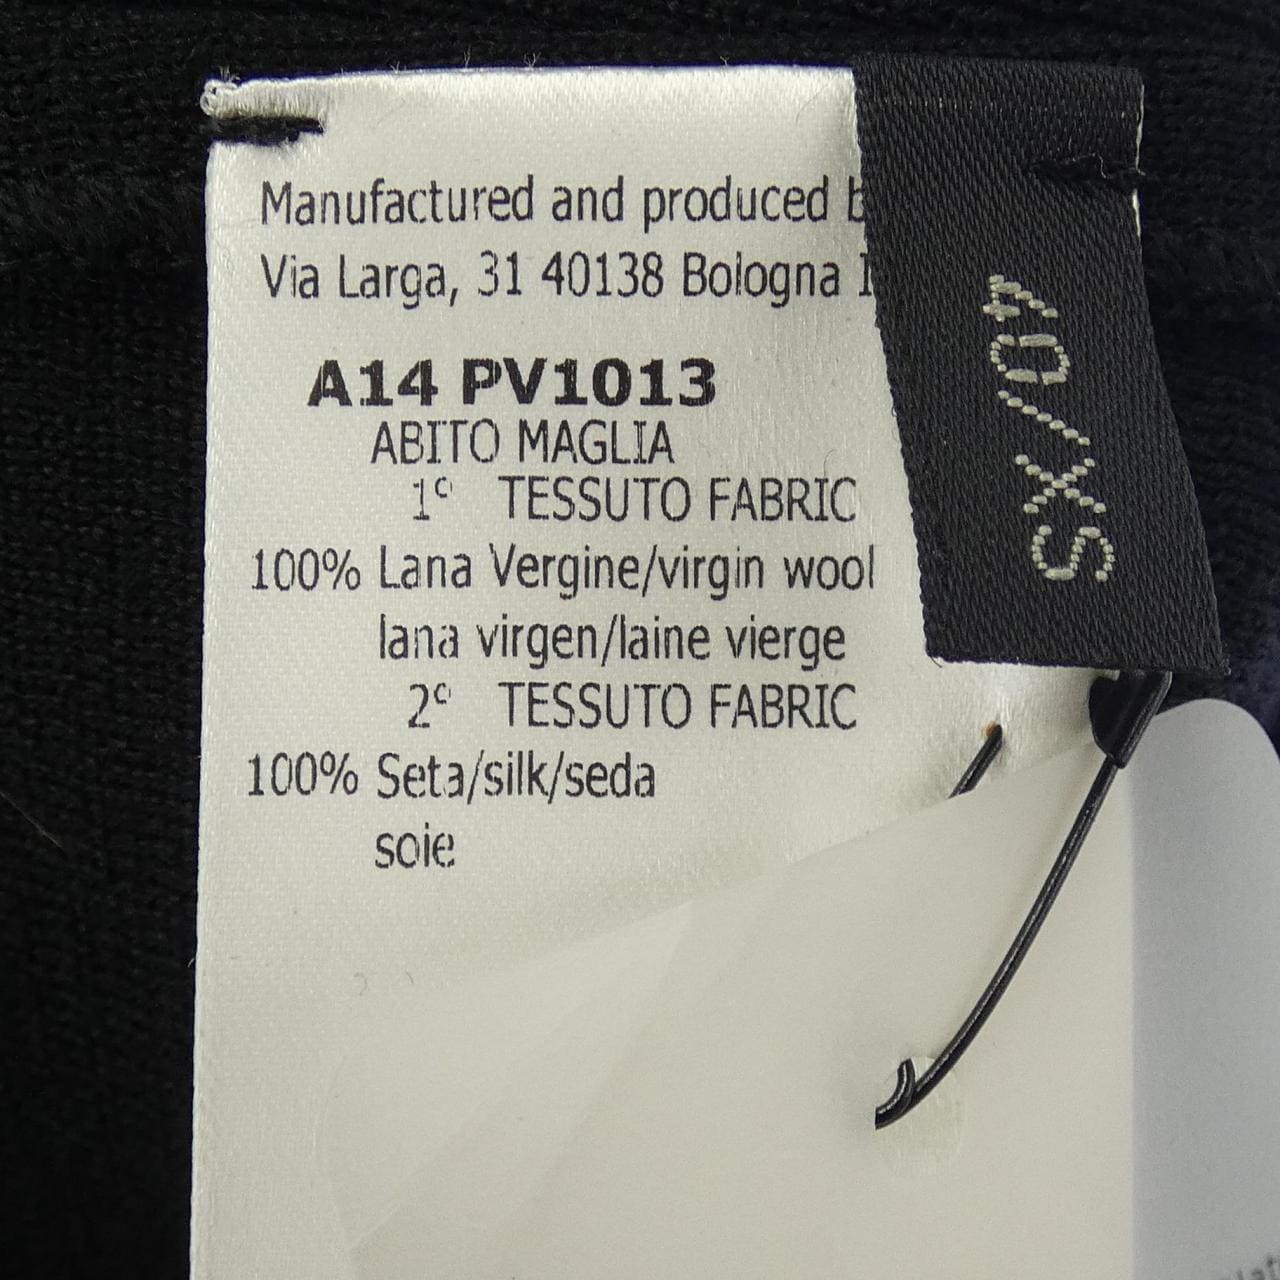 Manufactured and produced b
Via Larga, 31 40138 Bologna I
A14 PV1013
ABITO MAGLIA
1° TESSUTO FABRIC
100% Lana Vergine/virgin wool
lana virgen/laine vierge
2° TESSUTO FABRIC
100% Seta/silk/seda
soie
40/XS